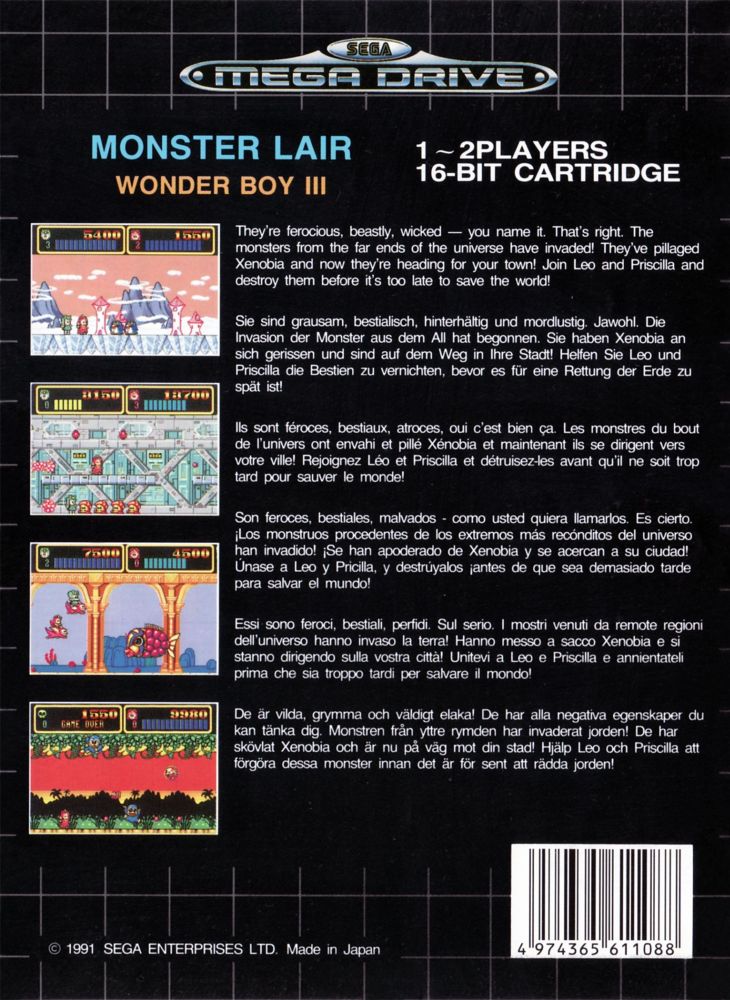 SEGA
MEGA DRIVE
MONSTER LAIR
WONDER BOY III
1 ~ 2PLAYERS
16-BIT CARTRIDGE
5400 1550
3 2
They're ferocious, beastly, wicked — you name it. That's right. The
monsters from the far ends of the universe have invaded! They've pillaged
Xenobia and now they're heading for your town! Join Leo and Priscilla and
destroy them before it's too late to save the world!
Sie sind grausam, bestialisch, hinterhältig und mordlustig. Jawohl. Die
Invasion der Monster aus dem All hat begonnen. Sie haben Xenobia an
sich gerissen und sind auf dem Weg in Ihre Stadt! Helfen Sie Leo und
Priscilla die Bestien zu vernichten, bevor es für eine Rettung der Erde zu
spät ist!
3150 13700
0 3
Ils sont féroces, bestiaux, atroces, oui c'est bien ça. Les monstres du bout
de l'univers ont envahi et pillé Xénobia et maintenant ils se dirigent vers
votre ville! Rejoignez Léo et Priscilla et détruisez-les avant qu'il ne soit trop
tard pour sauver le monde!
Son feroces, bestiales, malvados - como usted quiera llamarlos. Es cierto.
¡Los monstruos procedentes de los extremos más recónditos del universo
han invadido! ¡Se han apoderado de Xenobia y se acercan a su ciudad!
Únase a Leo y Pricilla, y destrúyalos ¡antes de que sea demasiado tarde
para salvar el mundo!
7500 4500
2 0
Essi sono feroci, bestiali, perfidi. Sul serio. I mostri venuti da remote regioni
dell'universo hanno invaso la terra! Hanno messo a sacco Xenobia e si
stanno dirigendo sulla vostra città! Unitevi a Leo e Priscilla e annientateli
prima che sia troppo tardi per salvare il mondo!
1550 9980
0 GAME OVER 0
De är vilda, grymma och väldigt elaka! De har alla negativa egenskaper du
kan tänka dig. Monstren från yttre rymden har invaderat jorden! De har
skövlat Xenobia och är nu på väg mot din stad! Hjälp Leo och Priscilla att
förgöra dessa monster innan det är för sent att rädda jorden!
© 1991 SEGA ENTERPRISES LTD. Made in Japan
4 974365 611088